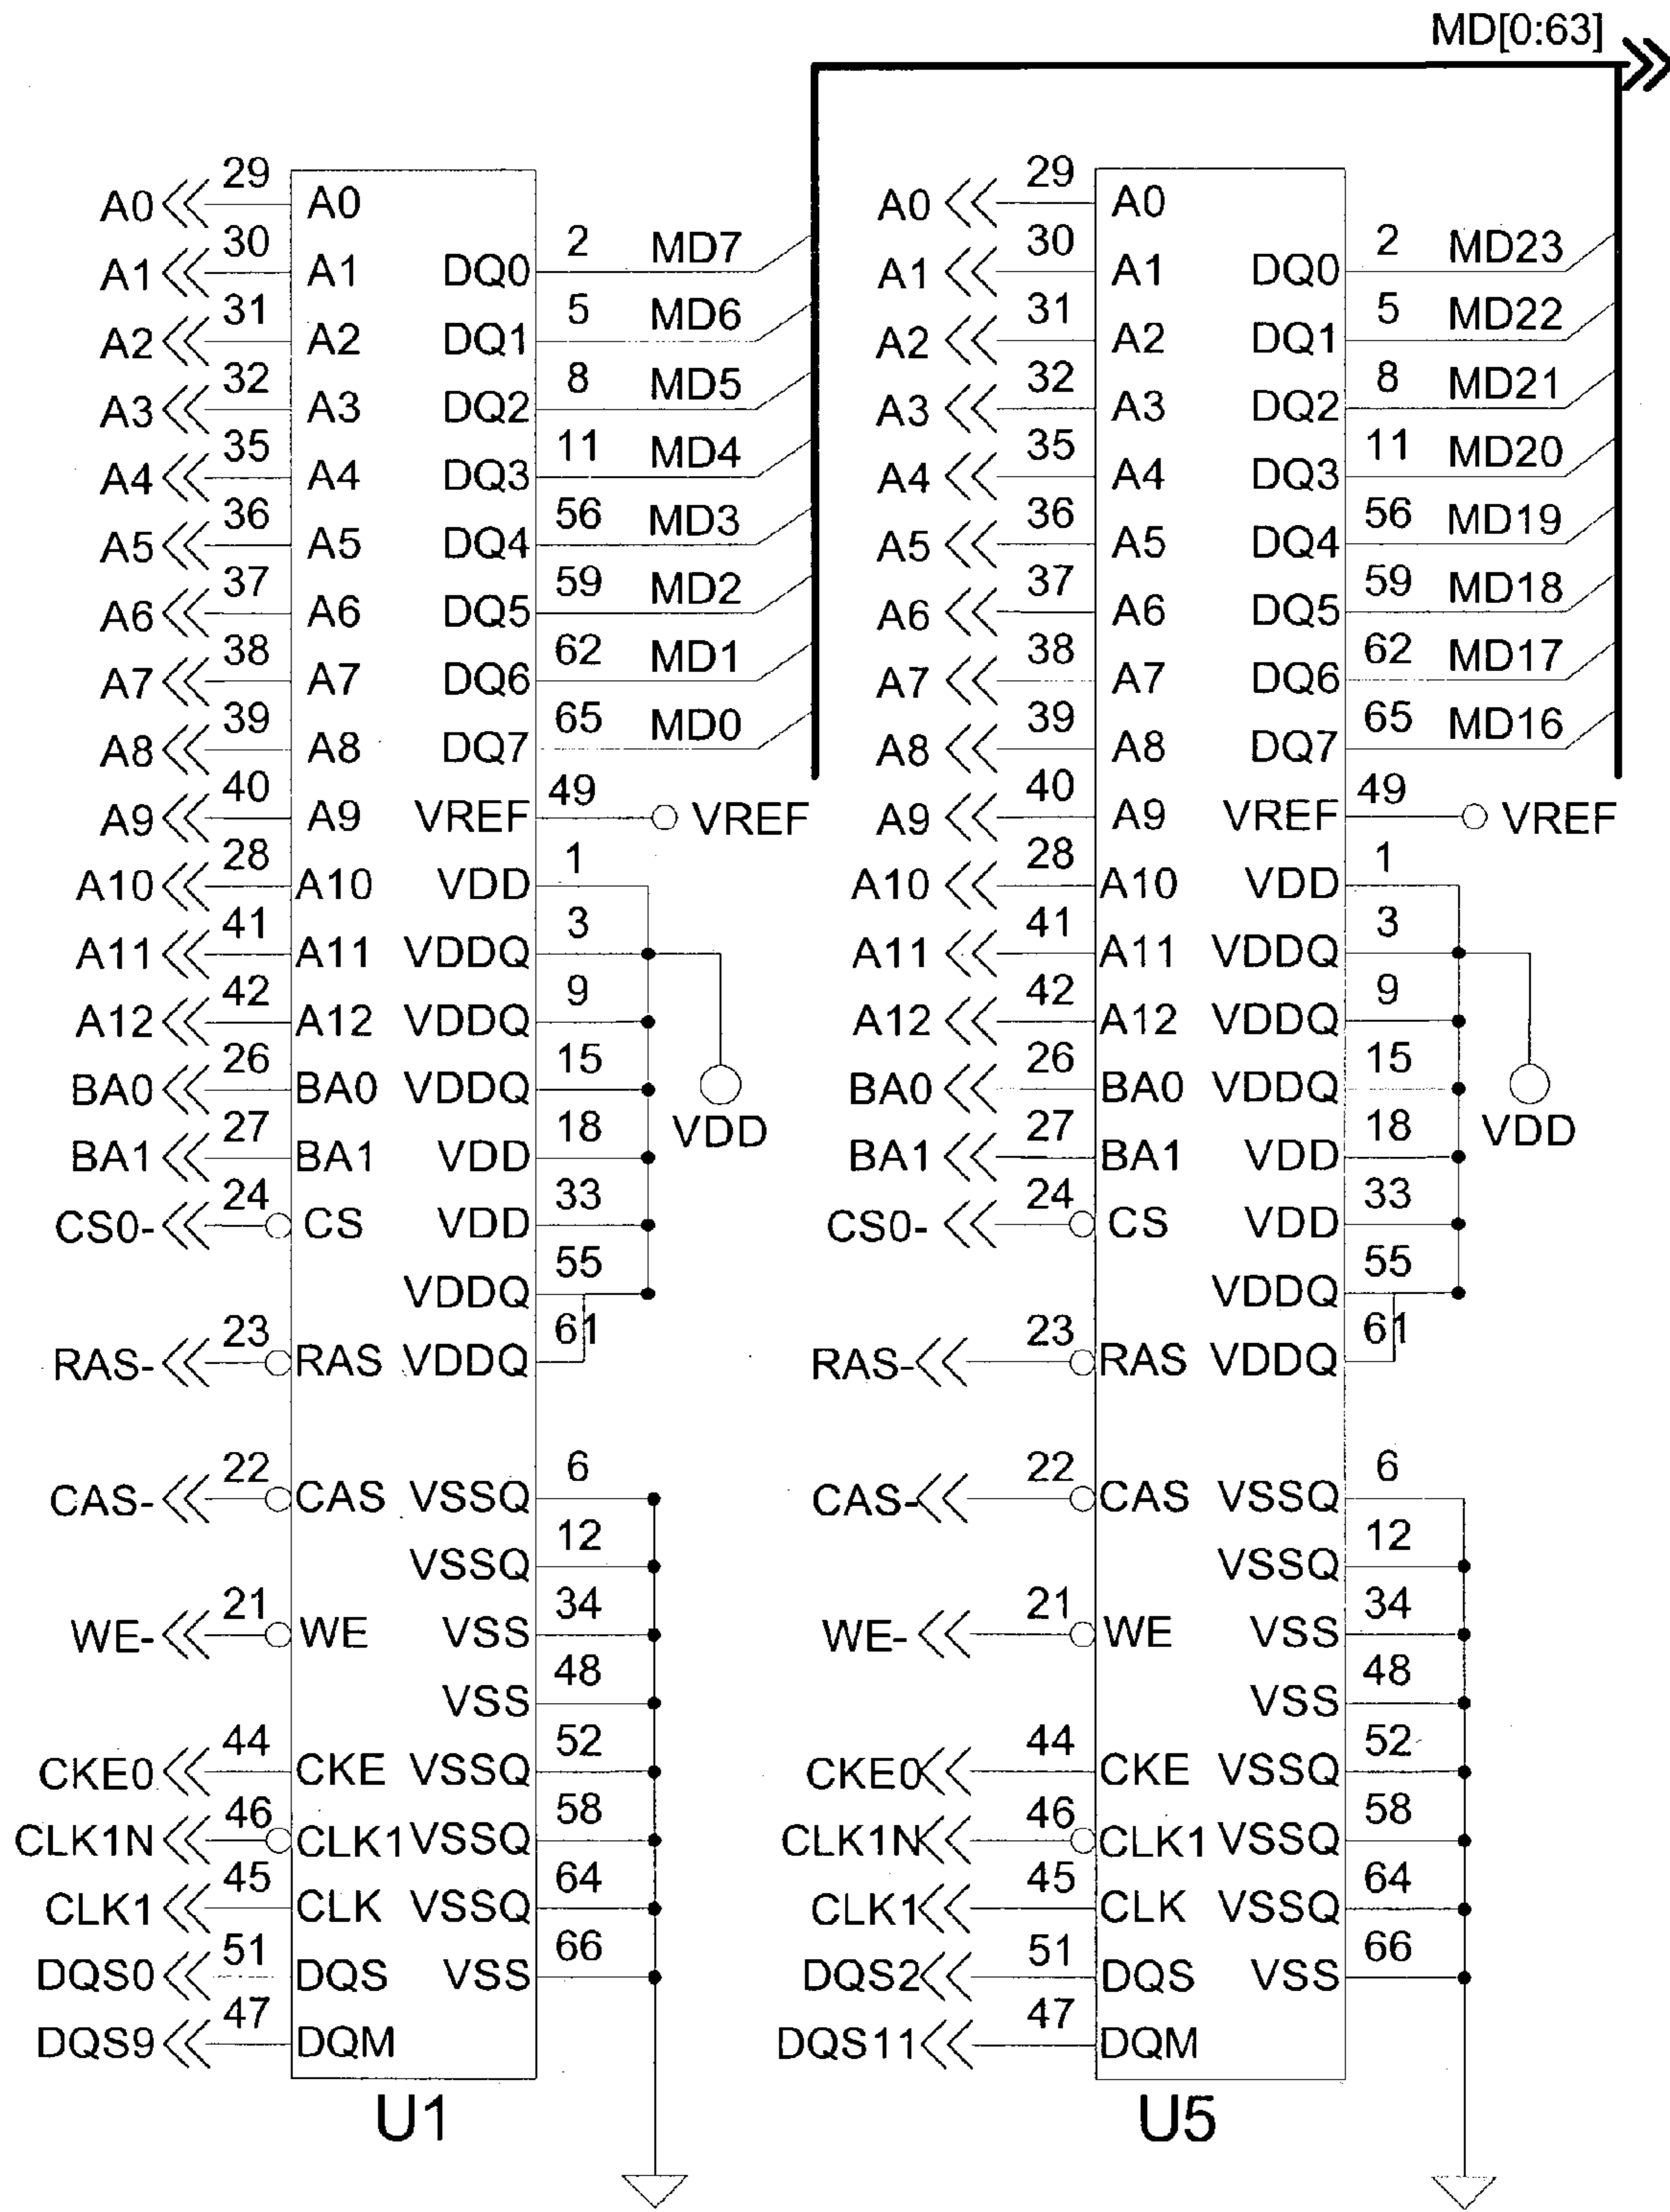 MD[0:63]
A0 29 A0 A0 29 A0
A1 30 A1 DQ0 2 MD7 A1 30 A1 DQ0 2 MD23
A2 31 A2 DQ1 5 MD6 A2 31 A2 DQ1 5 MD22
A3 32 A3 DQ2 8 MD5 A3 32 A3 DQ2 8 MD21
A4 35 A4 DQ3 11 MD4 A4 35 A4 DQ3 11 MD20
A5 36 A5 DQ4 56 MD3 A5 36 A5 DQ4 56 MD19
A6 37 A6 DQ5 59 MD2 A6 37 A6 DQ5 59 MD18
A7 38 A7 DQ6 62 MD1 A7 38 A7 DQ6 62 MD17
A8 39 A8 DQ7 65 MD0 A8 39 A8 DQ7 65 MD16
A9 40 A9 VREF 49 VREF A9 40 A9 VREF 49 VREF
A10 28 A10 VDD 1 A10 28 A10 VDD 1
A11 41 A11 VDDQ 3 A11 41 A11 VDDQ 3
A12 42 A12 VDDQ 9 A12 42 A12 VDDQ 9
BA0 26 BA0 VDDQ 15 BA0 26 BA0 VDDQ 15
BA1 27 BA1 VDD 18 VDD BA1 27 BA1 VDD 18 VDD
CS0- 24 CS VDD 33 CS0- 24 CS VDD 33
VDDQ 55 VDDQ 55
RAS- 23 RAS VDDQ 61 RAS- 23 RAS VDDQ 61
CAS- 22 CAS VSSQ 6 CAS- 22 CAS VSSQ 6
VSSQ 12 VSSQ 12
WE- 21 WE VSS 34 WE- 21 WE VSS 34
VSS 48 VSS 48
CKE0 44 CKE VSSQ 52 CKE0 44 CKE VSSQ 52
CLK1N 46 CLK1 VSSQ 58 CLK1N 46 CLK1 VSSQ 58
CLK1 45 CLK VSSQ 64 CLK1 45 CLK VSSQ 64
DQS0 51 DQS VSS 66 DQS2 51 DQS VSS 66
DQS9 47 DQM DQS11 47 DQM
U1 U5